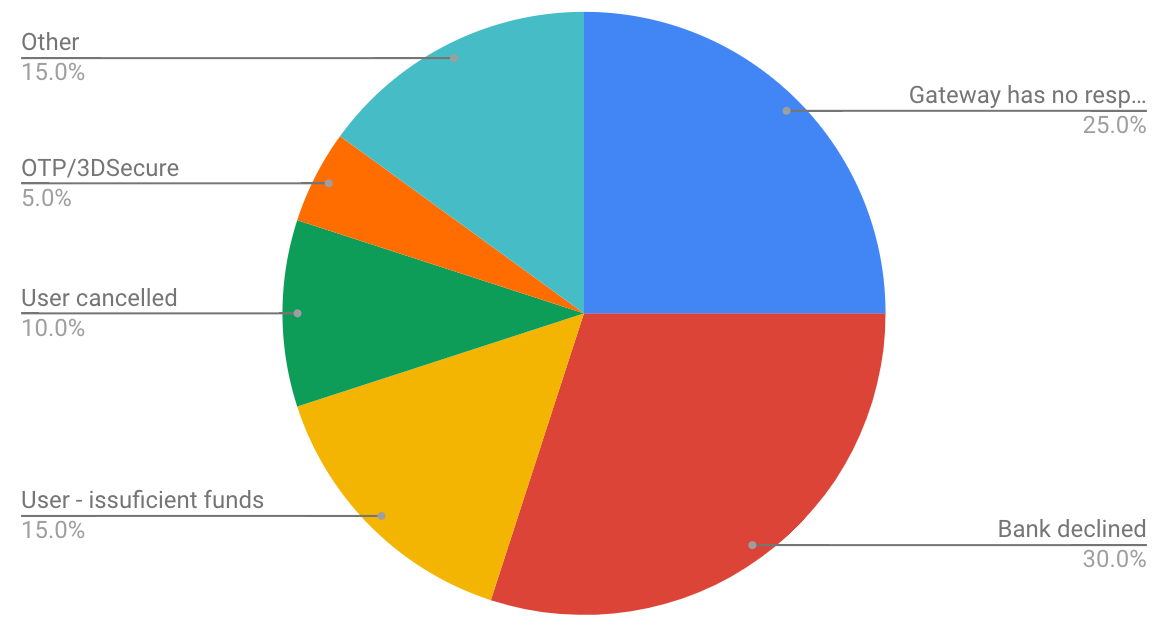 Other
15.0%
Gateway has no resp…
25.0%
OTP/3DSecure
5.0%
User cancelled
10.0%
User - issuficient funds
15.0%
Bank declined
30.0%